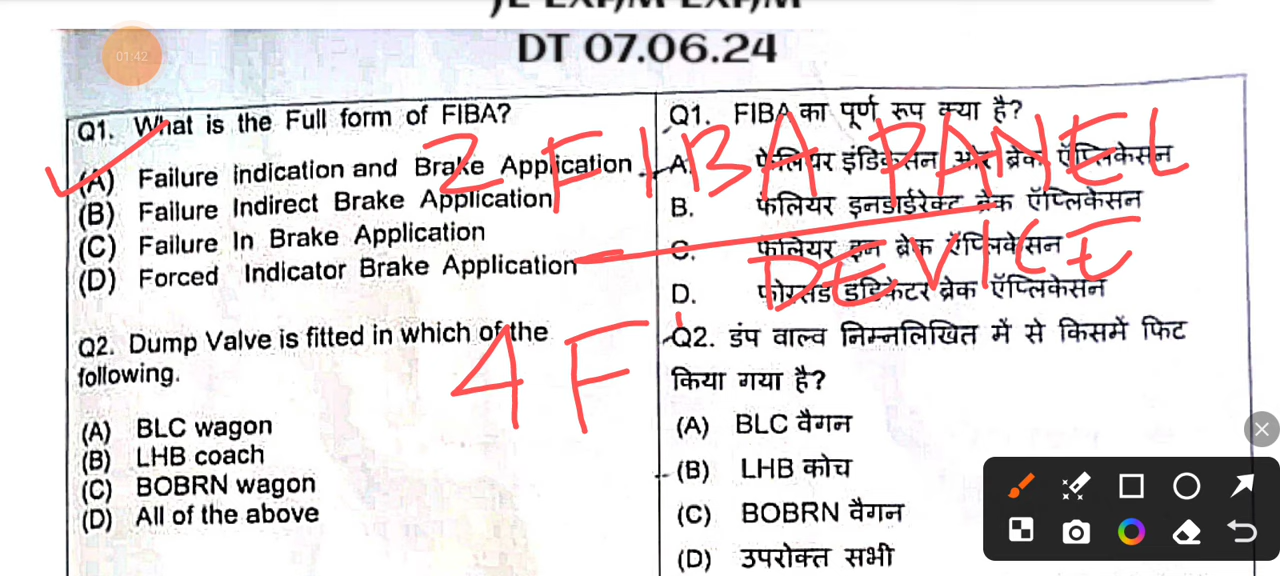 DT 07.06.24
01:42
Q1. What is the Full form of FIBA?
(A) Failure indication and Brake Application
(B) Failure Indirect Brake Application
(C) Failure In Brake Application
(D) Forced Indicator Brake Application
Q2. Dump Valve is fitted in which of the
following.
(A) BLC wagon
(B) LHB coach
(C) BOBRN wagon
(D) All of the above
Q1. FIBA का पूर्ण रूप क्या है?
A. फेलियर इंडिकेसन और ब्रेक ऍप्लिकेसन
B. फेलियर इनडाईरेक्ट ब्रेक ऍप्लिकेसन
C. फेलियर इन ब्रेक ऍप्लिकेसन
D. फोरसड इंडिकेटर ब्रेक ऍप्लिकेसन
Q2. डंप वाल्व निम्नलिखित में से किसमें फिट
किया गया है?
(A) BLC वैगन
(B) LHB कोच
(C) BOBRN वैगन
(D) उपरोक्त सभी
2 FIBA PANEL
DEVICE
4 F